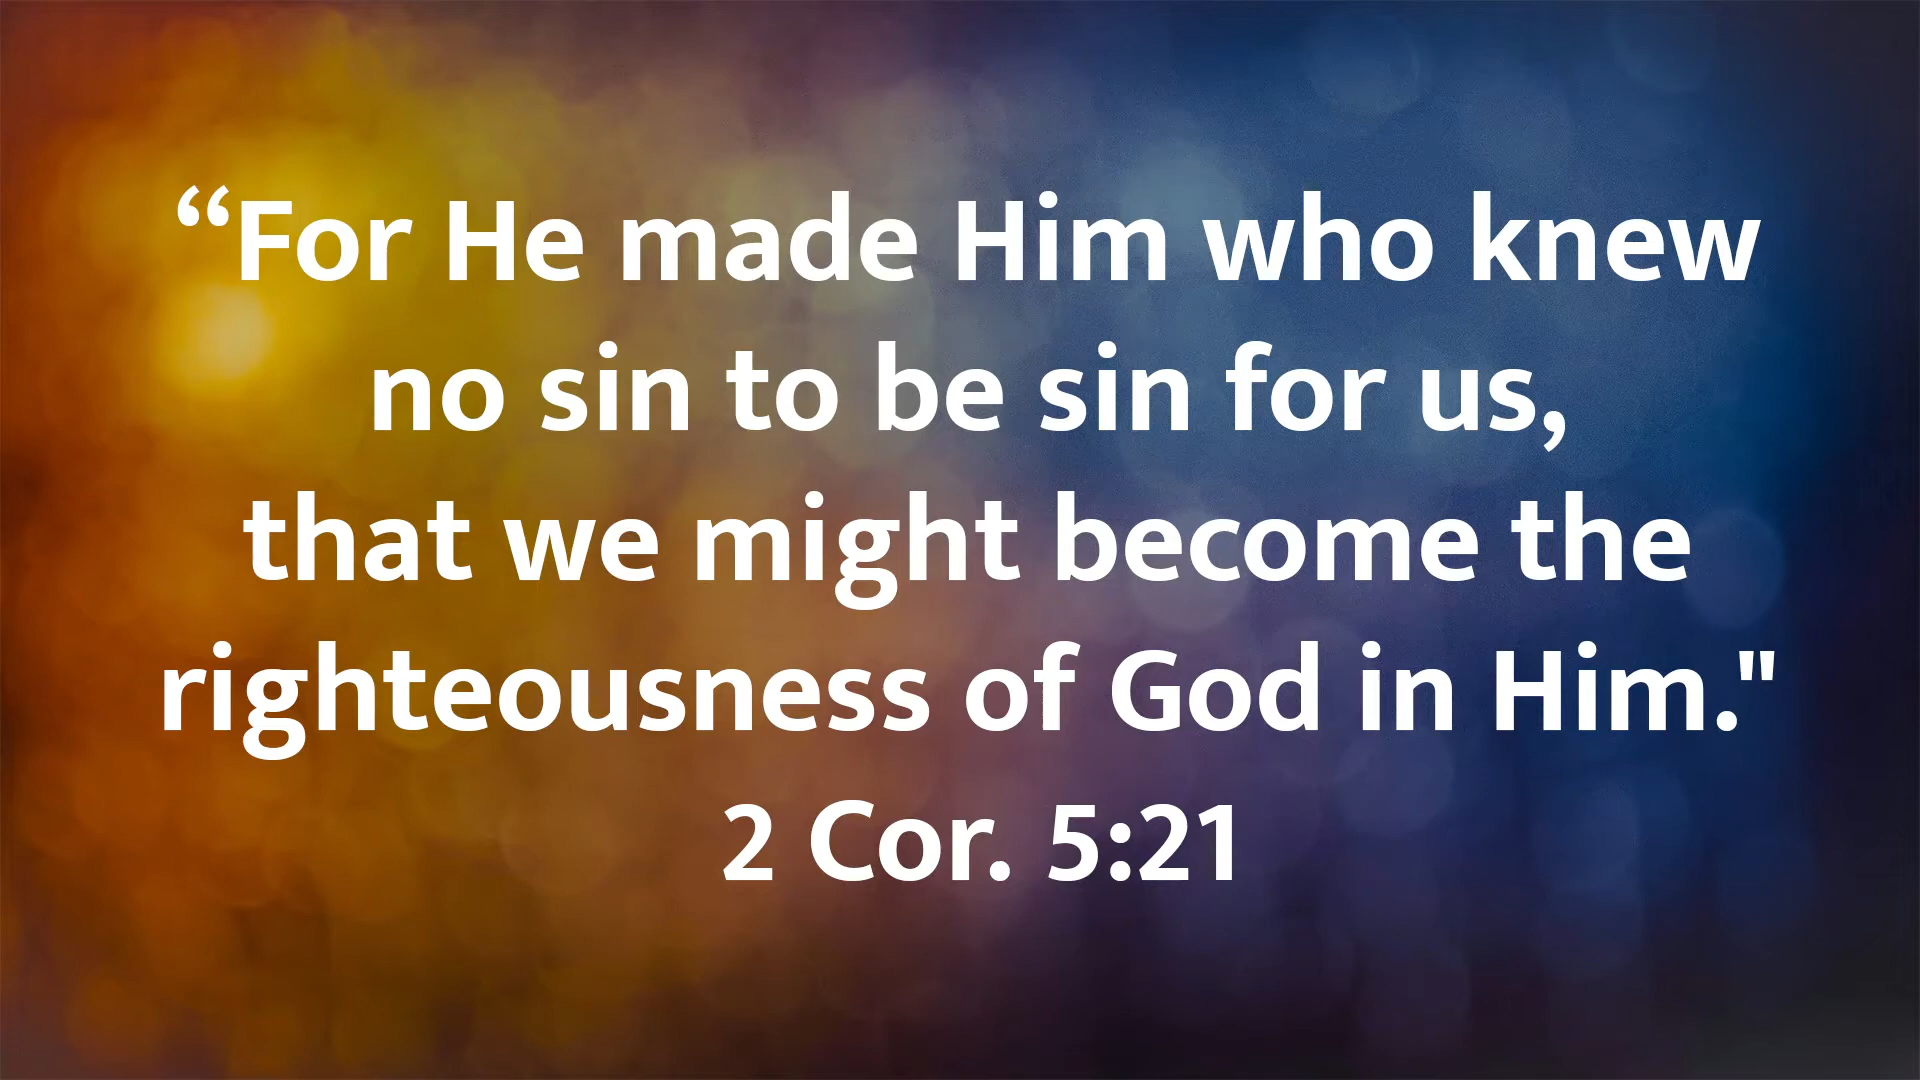 “For He made Him who knew
no sin to be sin for us,
that we might become the
righteousness of God in Him."
2 Cor. 5:21